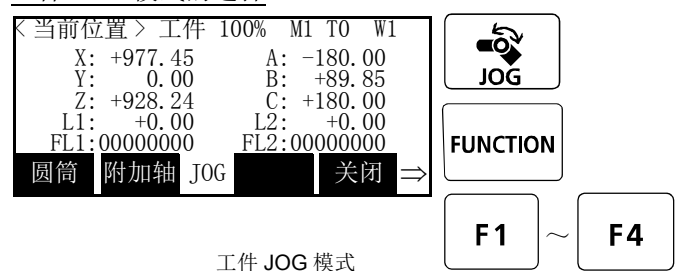 <当前位置> 工件 100% M1 T0 W1
X: +977.45 A: -180.00
Y: 0.00 B: +89.85
Z: +928.24 C: +180.00
L1: +0.00 L2: +0.00
FL1:00000000 FL2:00000000
圆筒 附加轴 JOG 关闭 ⇒
JOG
FUNCTION
F1 ~ F4
工件 JOG 模式